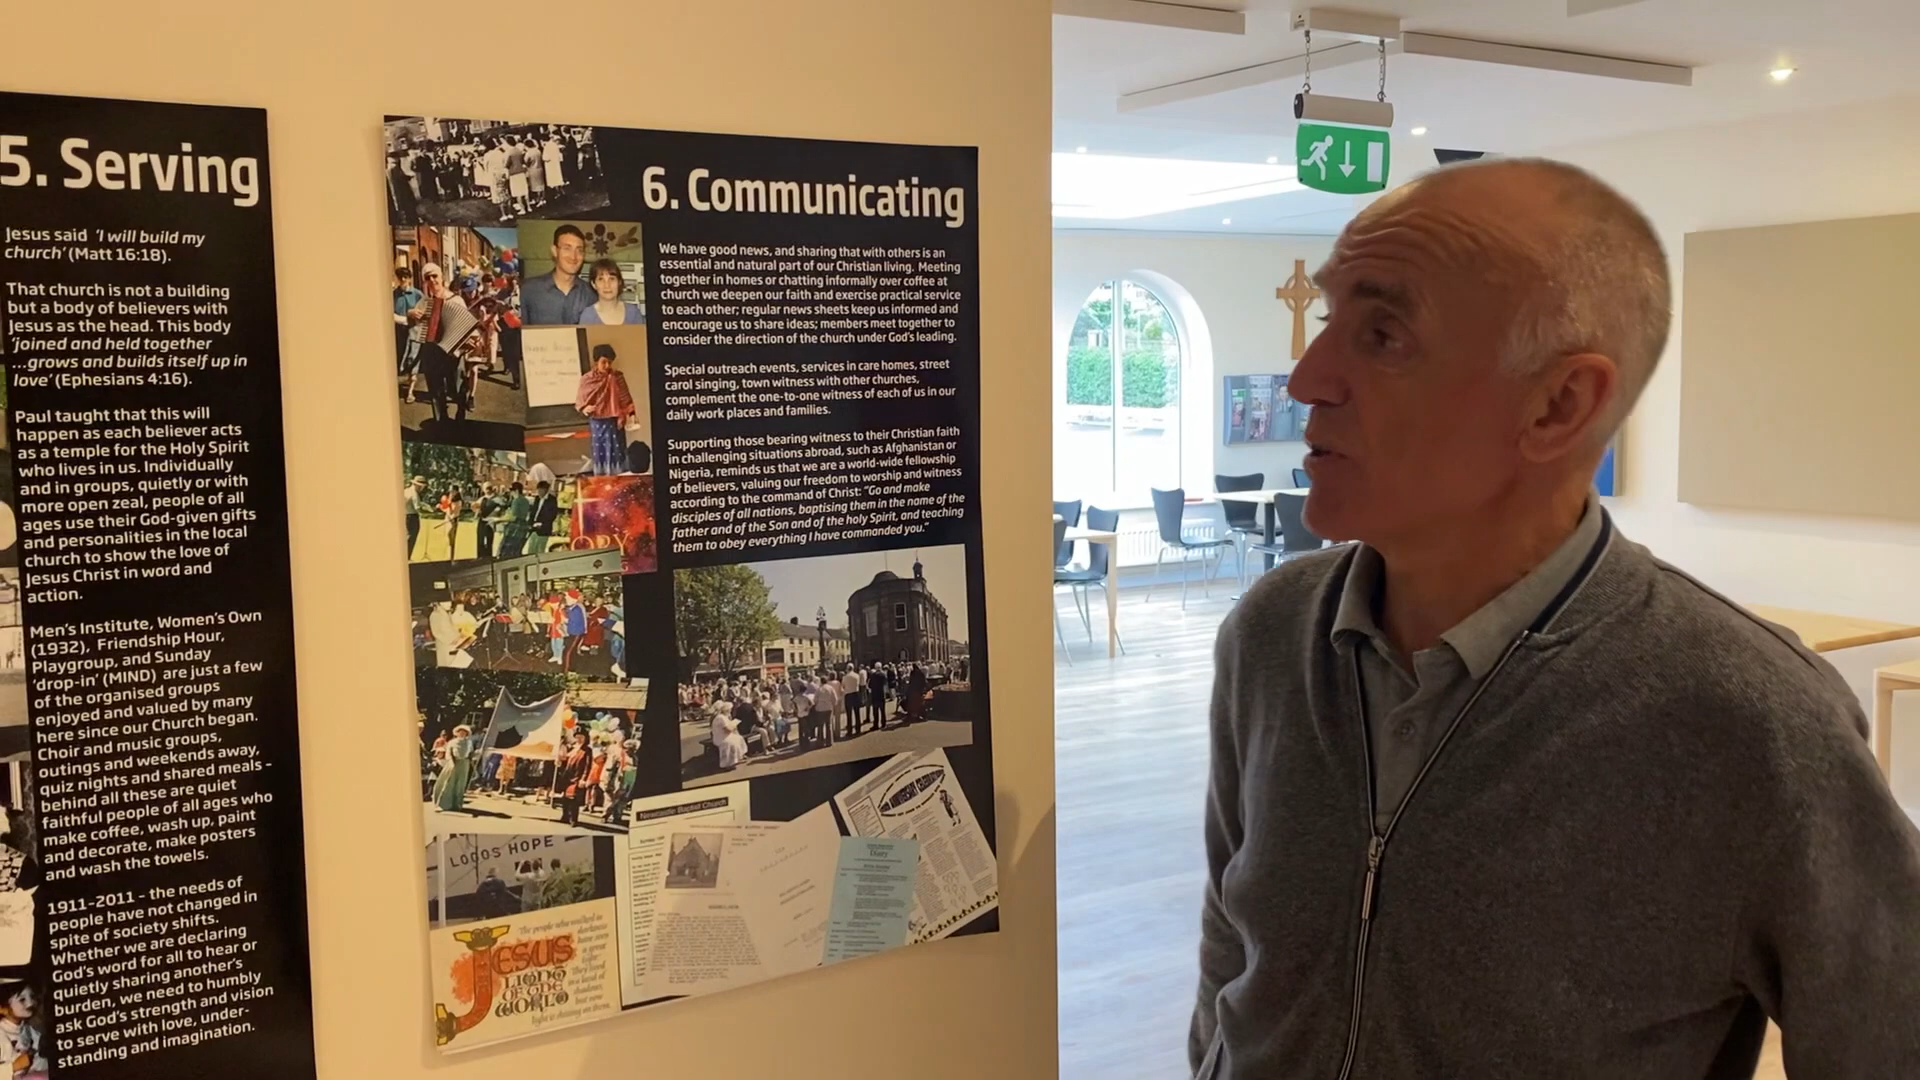 5. Serving
Jesus said 'I will build my
church' (Matt 16:18).
That church is not a building
but a body of believers with
Jesus as the head. This body
'joined and held together
...grows and builds itself up in
love' (Ephesians 4:16).
Paul taught that this will
happen as each believer acts
as a temple for the Holy Spirit
who lives in us. Individually
and in groups, quietly or with
more open zeal, people of all
ages use their God-given gifts
and personalities in the local
church to show the love of
Jesus Christ in word and
action.
Men's Institute, Women's Own
(1932), Friendship Hour,
Playgroup, and Sunday
'drop-in' (MIND) are just a few
of the organised groups
enjoyed and valued by many
here since our Church began.
Choir and music groups,
outings and weekends away,
quiz nights and shared meals -
behind all these are quiet
faithful people of all ages who
make coffee, wash up, paint
and decorate, make posters
and wash the towels.
1911-2011 - the needs of
people have not changed in
spite of society shifts.
Whether we are declaring
God's word for all to hear or
quietly sharing another's
burden, we need to humbly
ask God's strength and vision
to serve with love, under-
standing and imagination.
6. Communicating
We have good news, and sharing that with others is an
essential and natural part of our Christian living. Meeting
together in homes or chatting informally over coffee at
church we deepen our faith and exercise practical service
to each other; regular news sheets keep us informed and
encourage us to share ideas; members meet together to
consider the direction of the church under God's leading.
Special outreach events, services in care homes, street
carol singing, town witness with other churches,
complement the one-to-one witness of each of us in our
daily work places and families.
Supporting those bearing witness to their Christian faith
in challenging situations abroad, such as Afghanistan or
Nigeria, reminds us that we are a world-wide fellowship
of believers, valuing our freedom to worship and witness
according to the command of Christ: "Go and make
disciples of all nations, baptising them in the name of the
father and of the Son and of the holy Spirit, and teaching
them to obey everything I have commanded you."
Newcastle Baptist Church
ANNIVERSARY CELEBRATIONS
Diary
LOGOS HOPE
JESUS
LIGHT
OF THE
WORLD
The people who walked in
darkness
have seen
a great
light